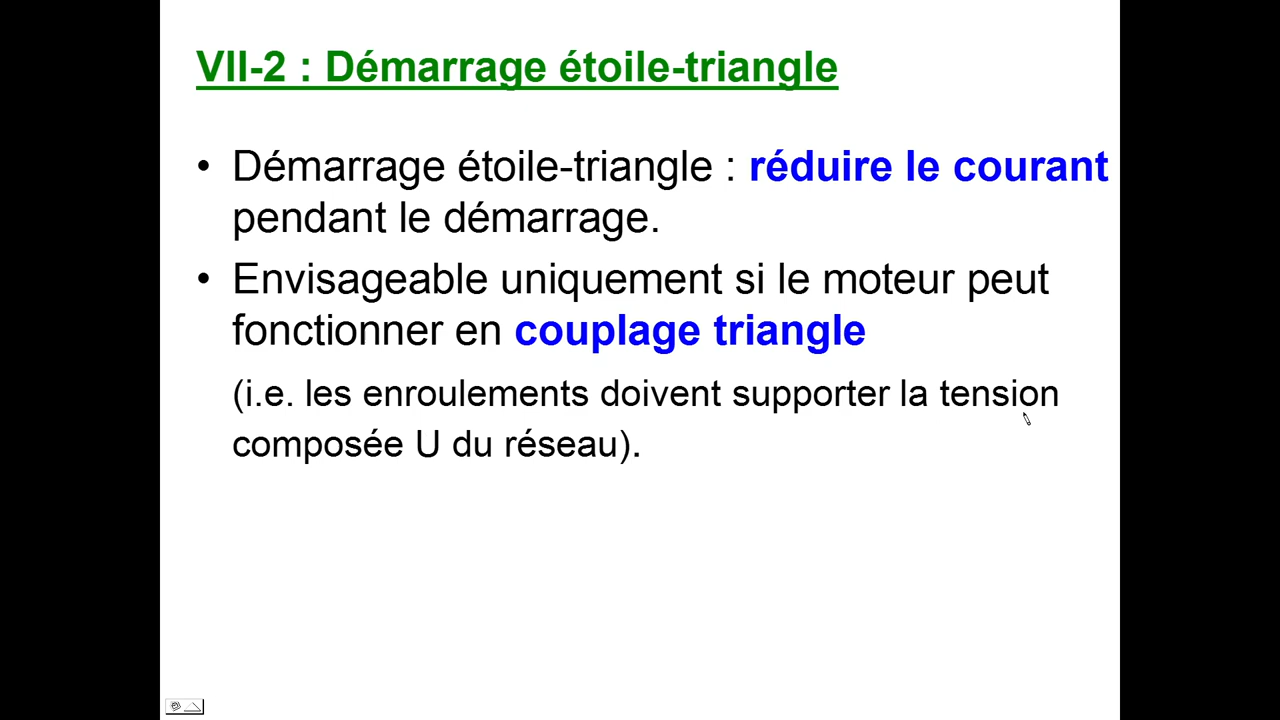 VII-2 : Démarrage étoile-triangle
• Démarrage étoile-triangle : réduire le courant
pendant le démarrage.
• Envisageable uniquement si le moteur peut
fonctionner en couplage triangle
(i.e. les enroulements doivent supporter la tension
composée U du réseau).